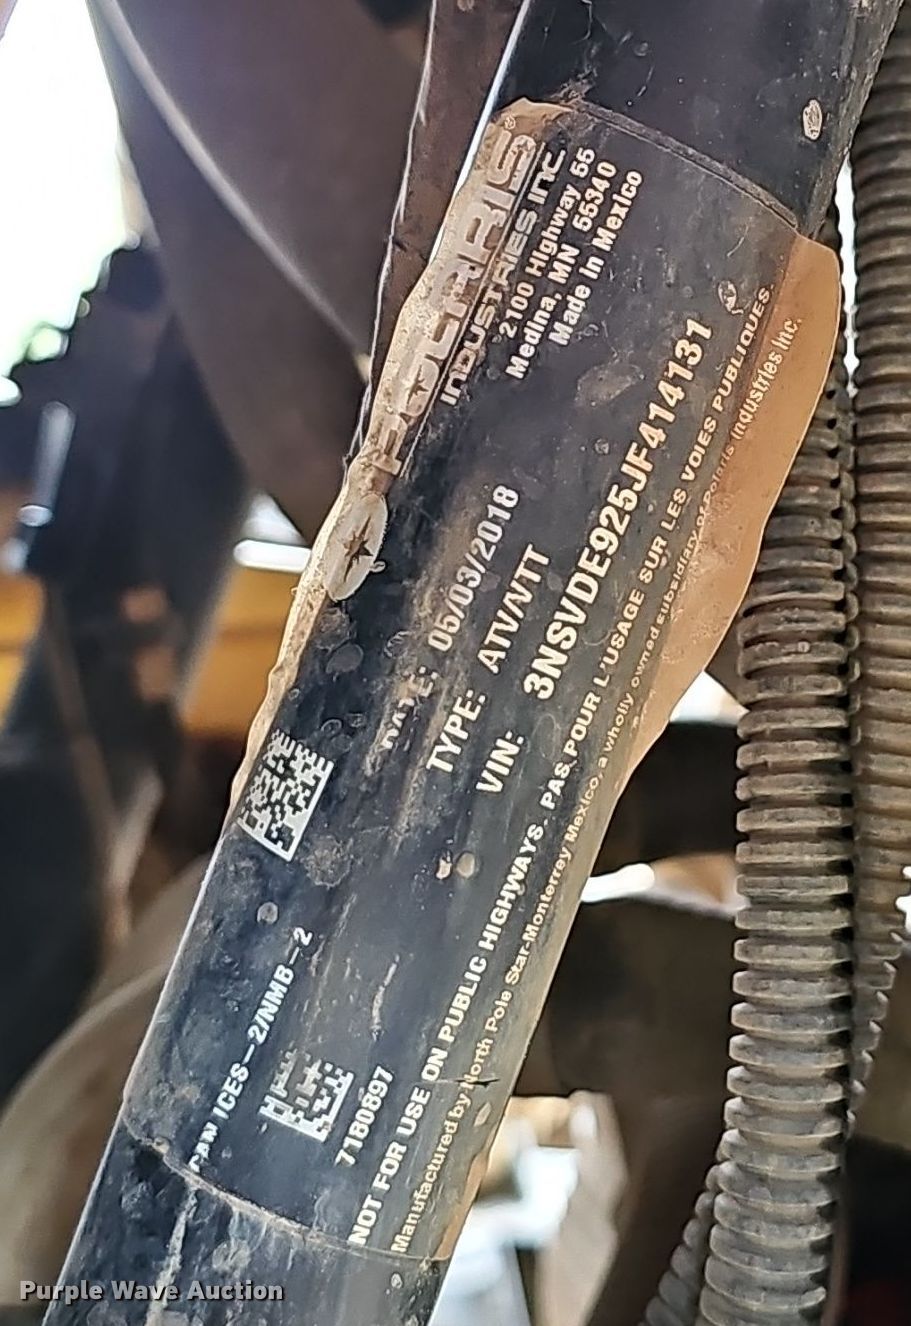 POLARIS®
INDUSTRIES INC.
2100 Highway 55
Medina, MN 55340
Made in Mexico
DATE: 05/03/2018
TYPE: ATV/VTT
VIN: 3NSVDE925JF414131
CAN ICES-2/NMB-2
7180897
NOT FOR USE ON PUBLIC HIGHWAYS. PAS POUR L'USAGE SUR LES VOIES PUBLIQUES.
Manufactured by North Pole Star-Monterrey Mexico, a wholly owned subsidiary of Polaris Industries Inc.
Purple Wave Auction